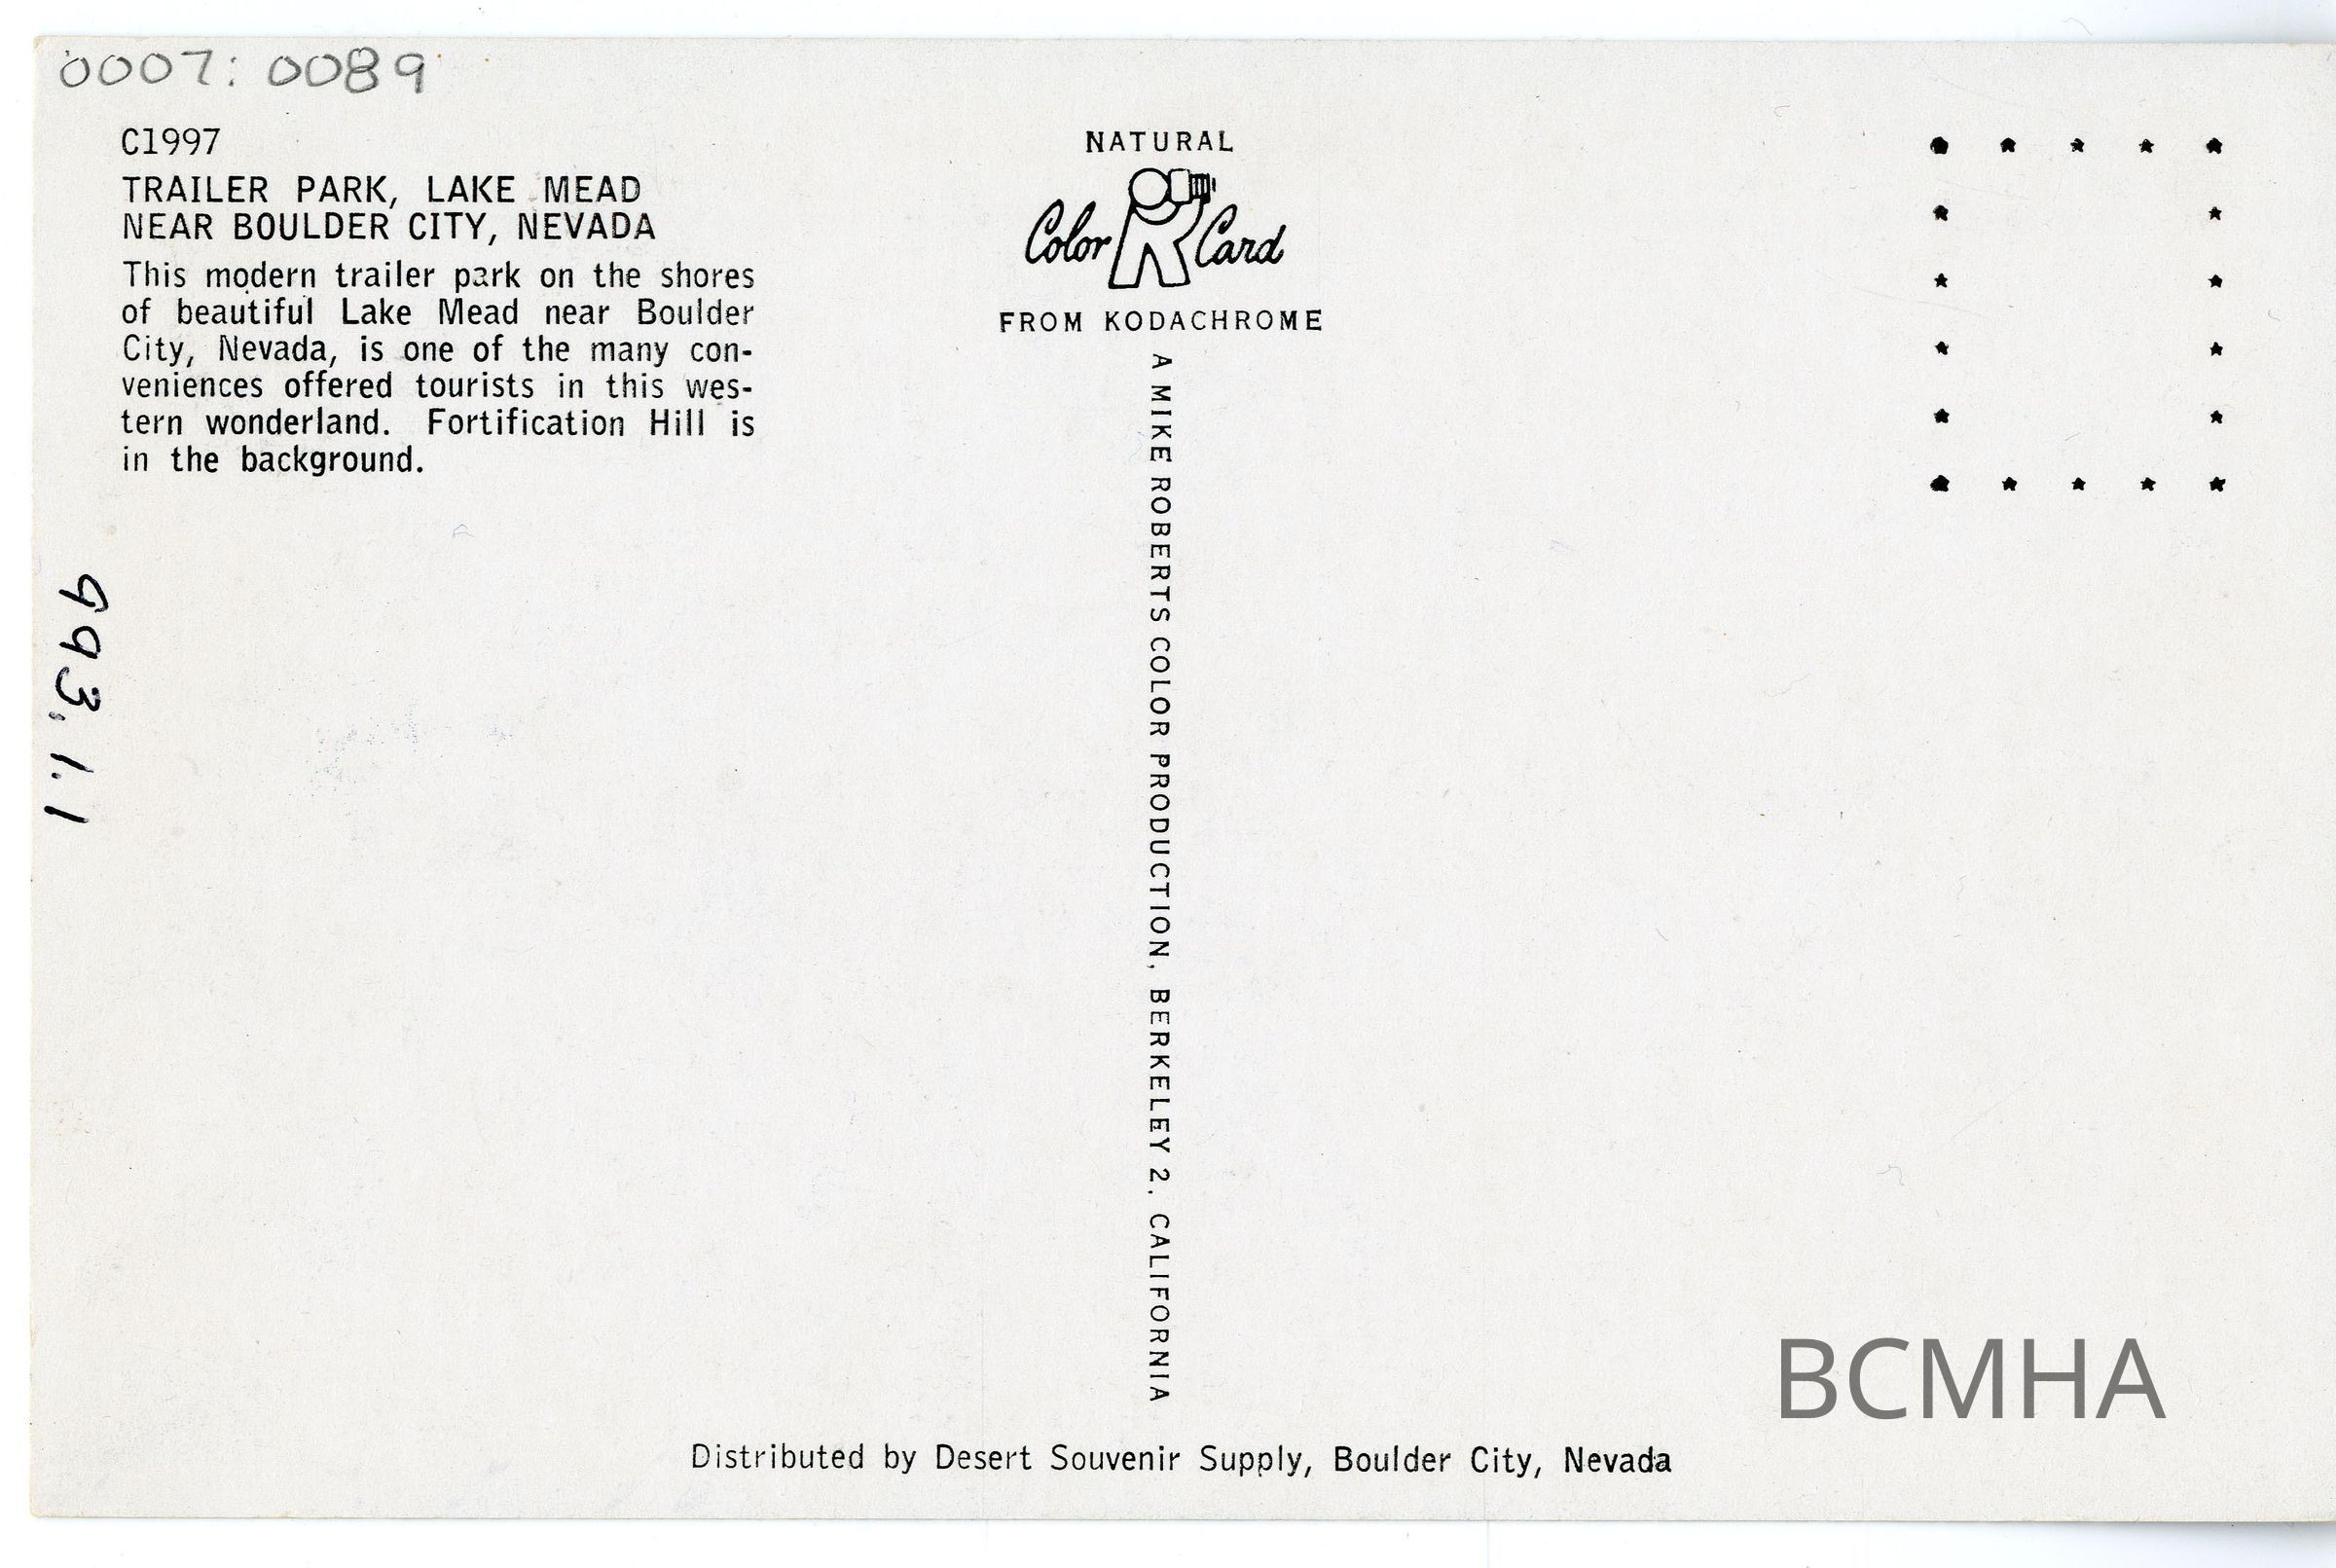 0007:0089
C1997
TRAILER PARK, LAKE MEAD
NEAR BOULDER CITY, NEVADA
This modern trailer park on the shores
of beautiful Lake Mead near Boulder
City, Nevada, is one of the many con-
veniences offered tourists in this wes-
tern wonderland. Fortification Hill is
in the background.
993.1.1
NATURAL
Color R Card
FROM KODACHROME
A MIKE ROBERTS COLOR PRODUCTION, BERKELEY 2, CALIFORNIA
BCMHA
Distributed by Desert Souvenir Supply, Boulder City, Nevada